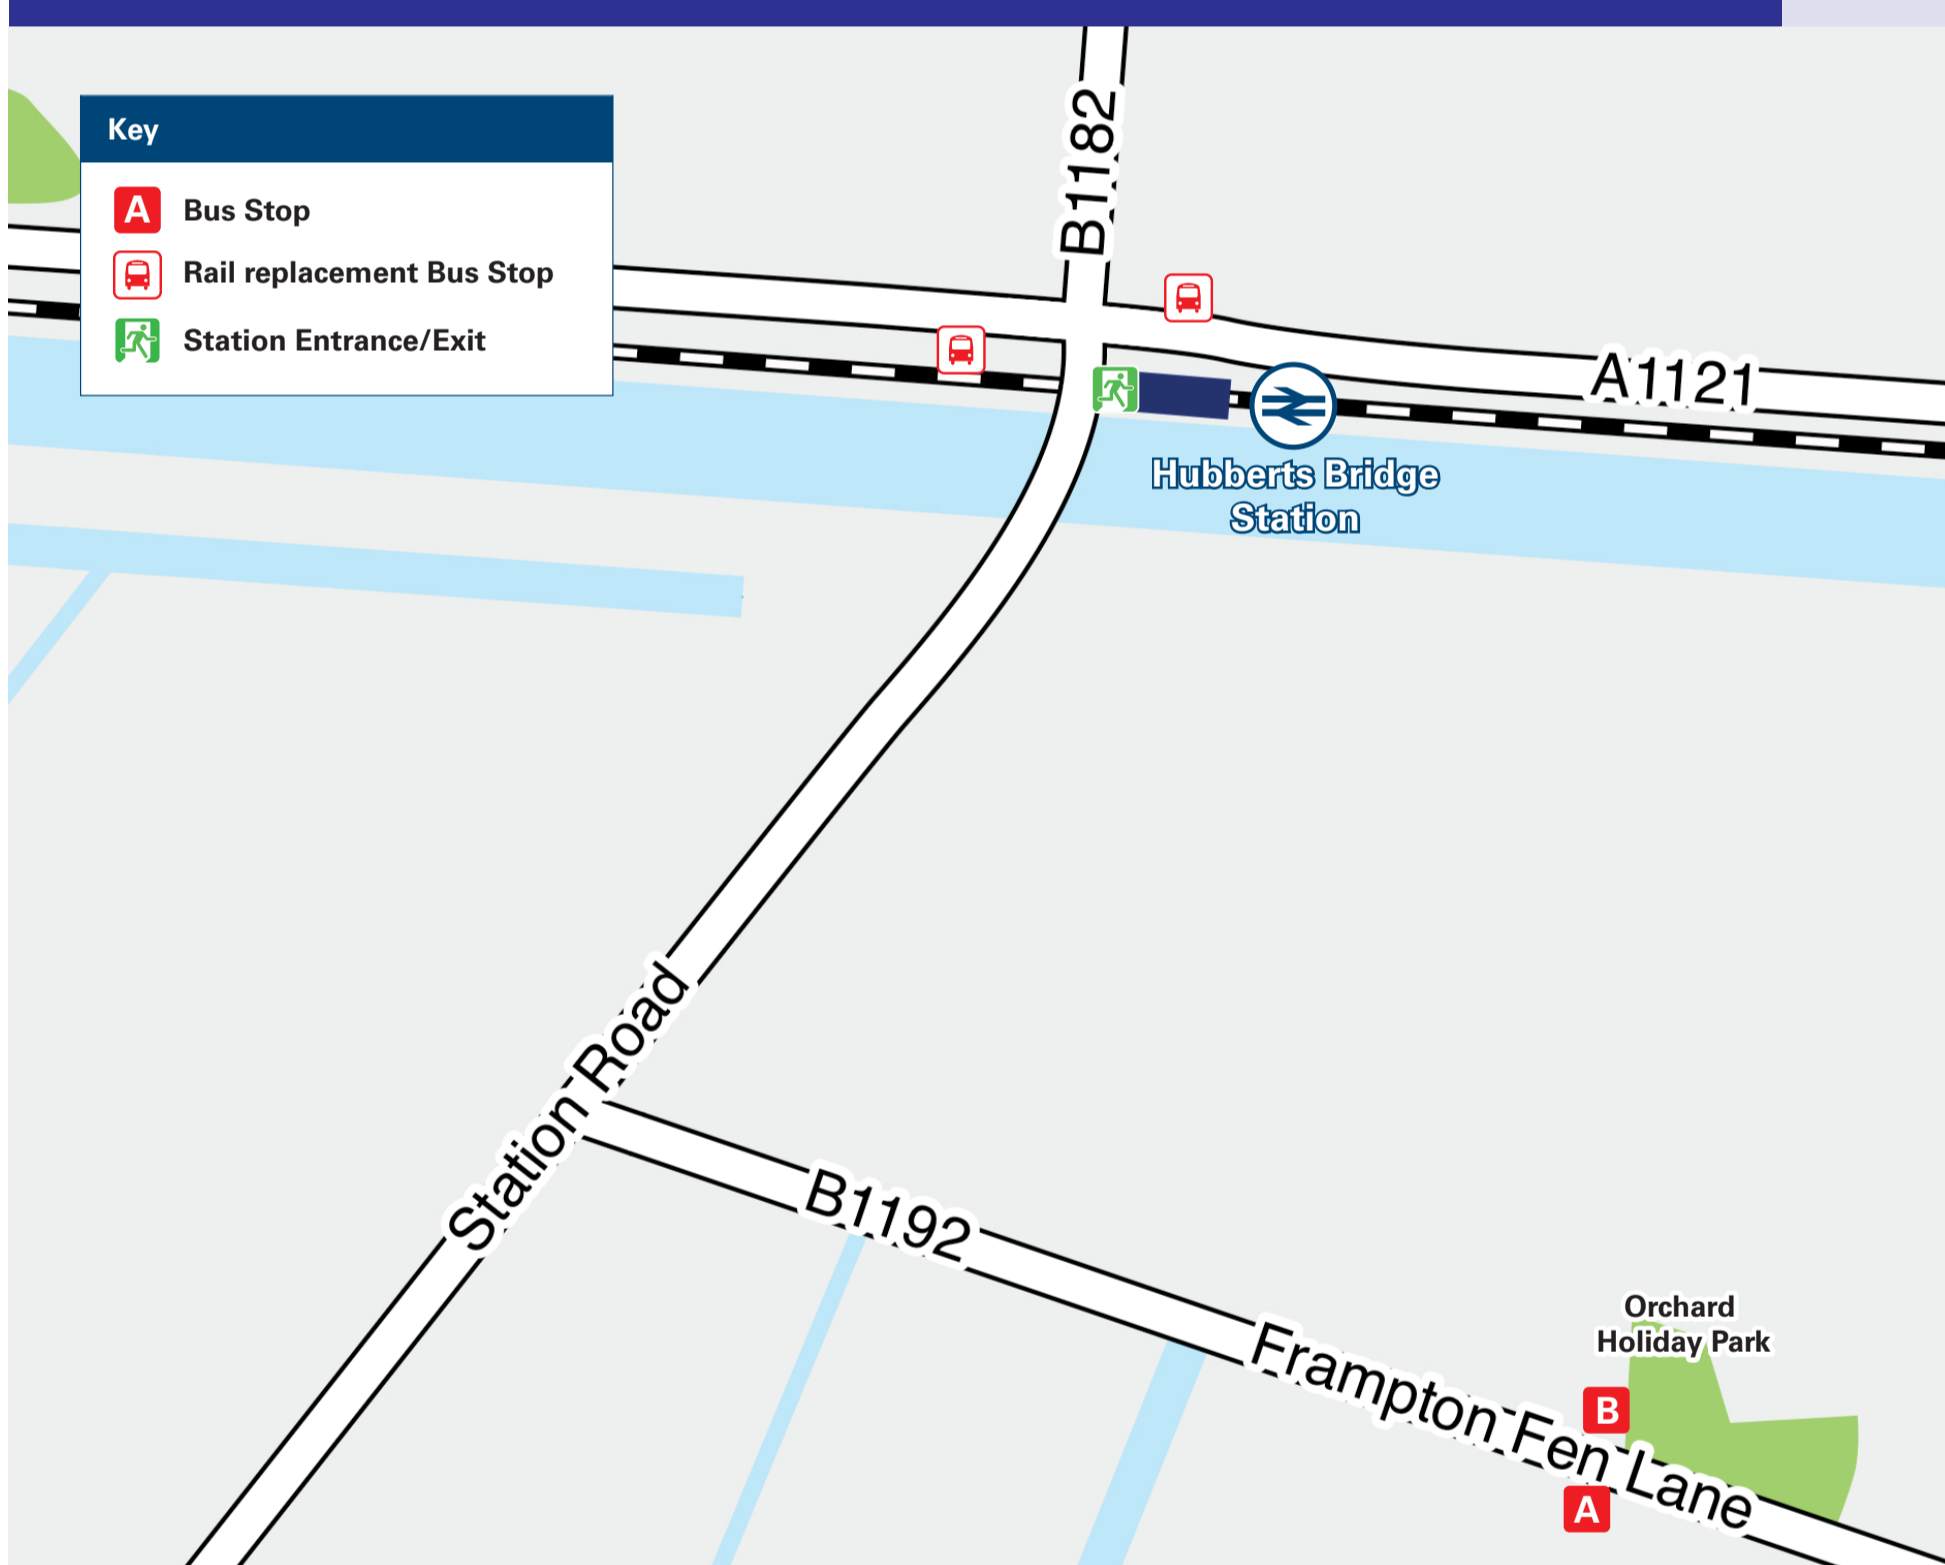 Key
A
Bus Stop
Rail replacement Bus Stop
Station Entrance/Exit
B1182
A1121
Hubberts Bridge
Station
Station Road
B1192
Frampton Fen Lane
Orchard
Holiday Park
B
A